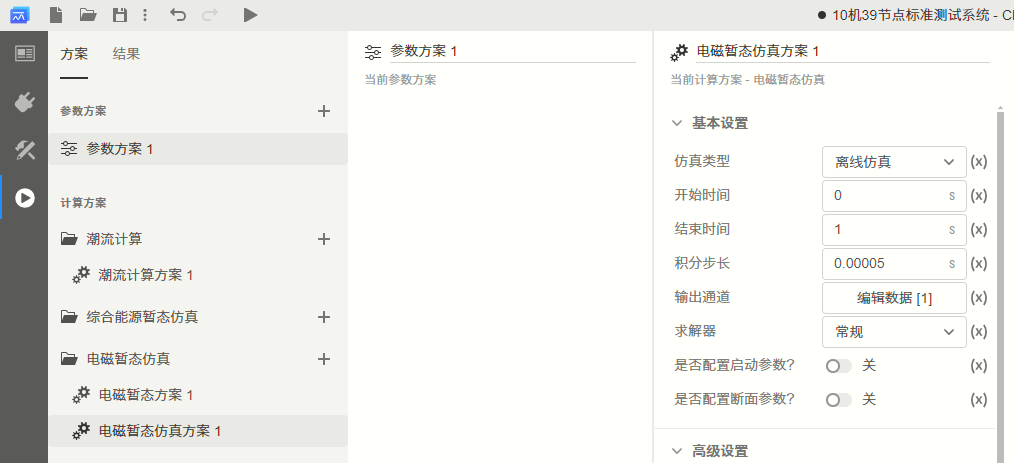 10机39节点标准测试系统 - Cl
方案
结果
参数方案
参数方案 1
计算方案
潮流计算
潮流计算方案 1
综合能源暂态仿真
电磁暂态仿真
电磁暂态方案 1
电磁暂态仿真方案 1
参数方案 1
当前参数方案
电磁暂态仿真方案 1
当前计算方案 - 电磁暂态仿真
基本设置
仿真类型 离线仿真 (x)
开始时间 0 s (x)
结束时间 1 s (x)
积分步长 0.00005 s (x)
输出通道 编辑数据 [1] (x)
求解器 常规 (x)
是否配置启动参数? 关 (x)
是否配置断面参数? 关 (x)
高级设置